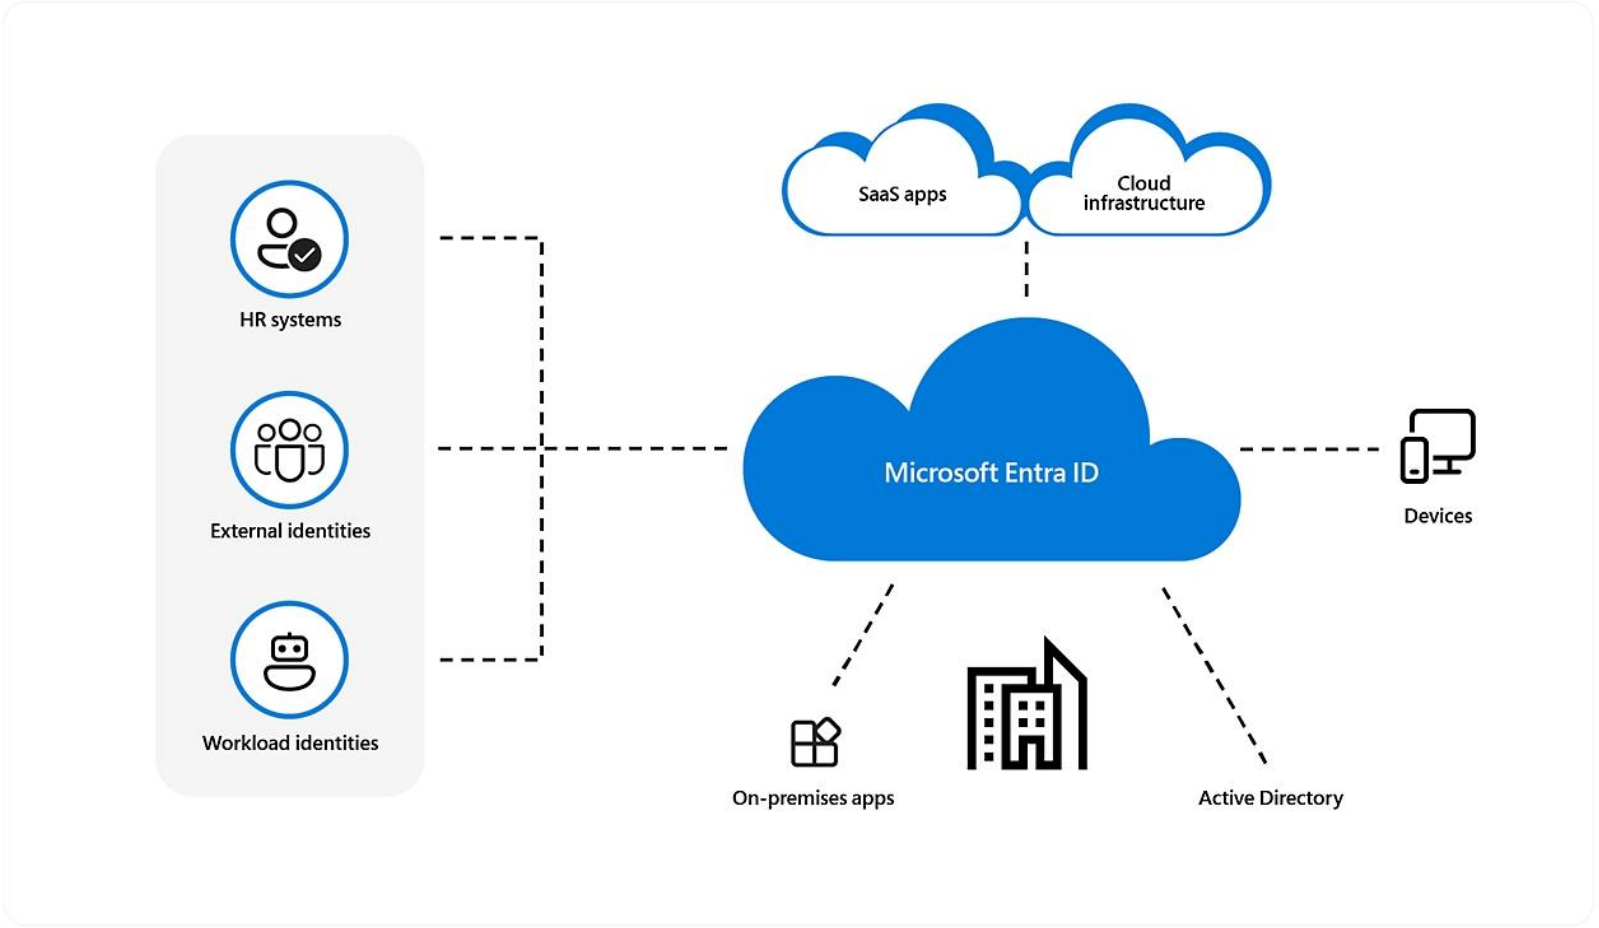 HR systems
External identities
Workload identities
SaaS apps
Cloud
infrastructure
Microsoft Entra ID
Devices
On-premises apps
Active Directory